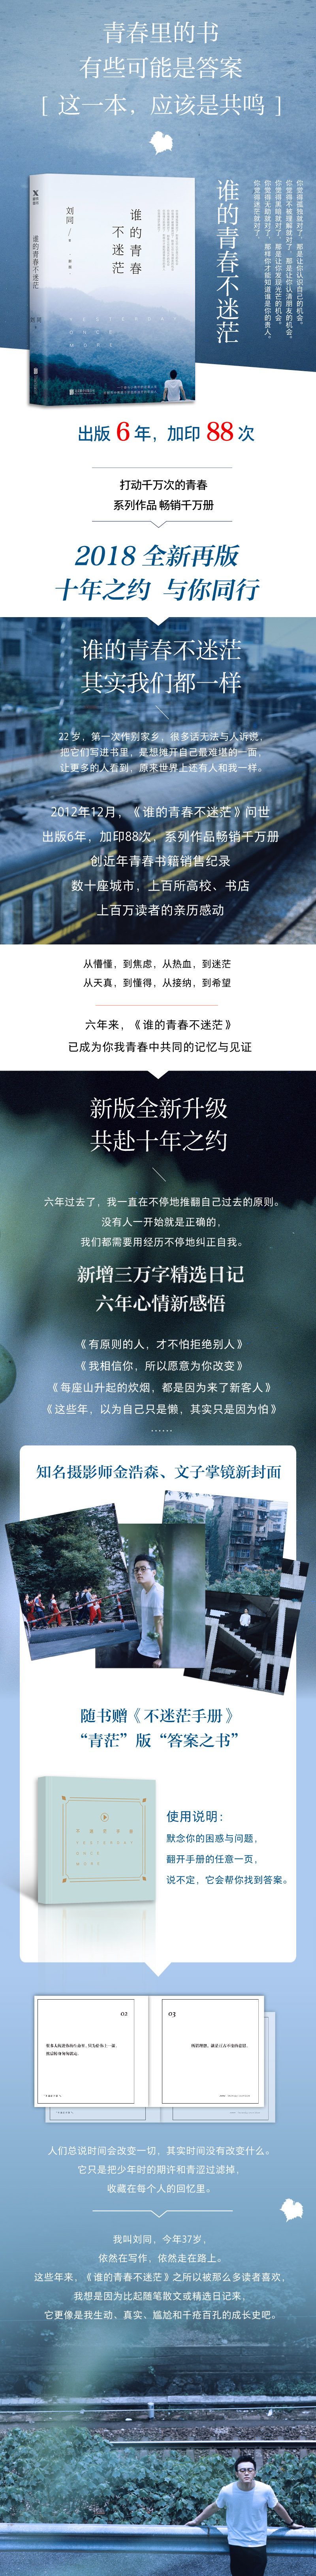 青春里的书
有些可能是答案
[ 这一本，应该是共鸣 ]
你觉得孤独就对了，那是让你认识自己的机会。
你觉得不被理解就对了，那是让你认清朋友的机会。
你觉得黑暗就对了，那是让你发现光芒的机会。
你觉得无助就对了，那样你才能知道谁是你的贵人。
你觉得迷茫就对了，
谁的青春不迷茫
刘同
谁的青春
不迷茫
谁的青春不迷茫
刘同
ONCE
MORE
出版 6 年，加印 88 次
打动千万次的青春
系列作品 畅销千万册
2018 全新再版
十年之约 与你同行
谁的青春不迷茫
其实我们都一样
22 岁，第一次作别家乡，很多话无法与人诉说，
把它们写进书里，是想摊开自己最难堪的一面，
让更多的人看到，原来世界上还有人和我一样。
2012年12月，《谁的青春不迷茫》问世
出版6年，加印88次，系列作品畅销千万册
创近年青春书籍销售纪录
数十座城市，上百所高校、书店
上百万读者的亲历感动
从懵懂，到焦虑，从热血，到迷茫
从天真，到懂得，从接纳，到希望
六年来，《谁的青春不迷茫》
已成为你我青春中共同的记忆与见证
新版全新升级
共赴十年之约
六年过去了，我一直在不停地推翻自己过去的原则。
没有人一开始就是正确的，
我们都需要用经历不停地纠正自我。
新增三万字精选日记
六年心情新感悟
《有原则的人，才不怕拒绝别人》
《我相信你，所以愿意为你改变》
《每座山升起的炊烟，都是因为来了新客人》
《这些年，以为自己只是懒，其实只是因为怕》
……
知名摄影师金浩森、文子掌镜新封面
随书赠《不迷茫手册》
“青茫”版“答案之书”
使用说明：
默念你的困惑与问题，
翻开手册的任意一页，
说不定，它会帮你找到答案。
02
03
人们总说时间会改变一切，其实时间没有改变什么。
它只是把少年时的期许和青涩过滤掉，
收藏在每个人的回忆里。
我叫刘同，今年37岁，
依然在写作，依然走在路上。
这些年来，《谁的青春不迷茫》之所以被那么多读者喜欢，
我想是因为比起随笔散文或精选日记来，
它更像是我生动、真实、尴尬和千疮百孔的成长史吧。